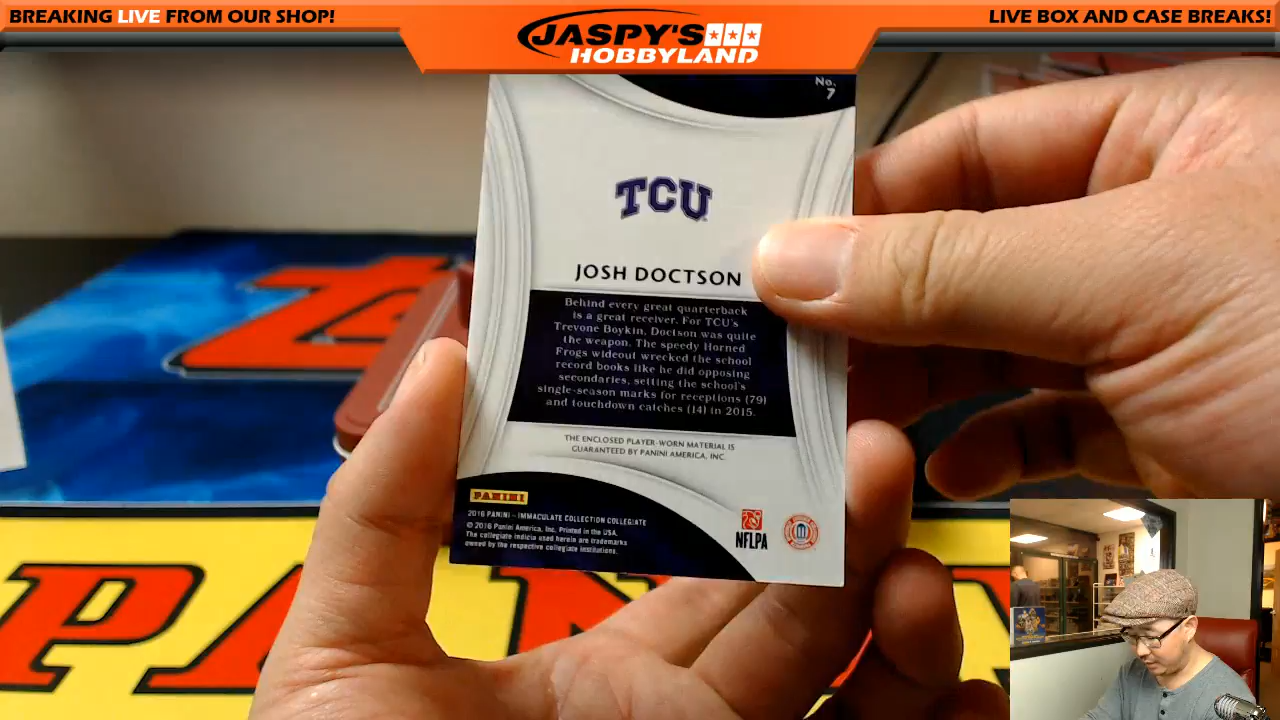 BREAKING LIVE FROM OUR SHOP!
JASPY'S
HOBBYLAND
LIVE BOX AND CASE BREAKS!
No.
7
TCU
JOSH DOCTSON
Behind every great quarterback
is a great receiver. For TCU's
Trevone Boykin, Doctson was quite
the weapon. The speedy Horned
Frogs wideout wrecked the school
record books like he did opposing
secondaries, setting the school's
single-season marks for receptions (79)
and touchdown catches (14) in 2015.
THE ENCLOSED PLAYER-WORN MATERIAL IS
GUARANTEED BY PANINI AMERICA, INC
PANINI
2016 PANINI - IMMACULATE COLLECTION COLLEGIATE
© 2016 Panini America, Inc. Printed in the USA.
The collegiate indicia used herein are trademarks
owned by the respective collegiate institutions.
NFLPA